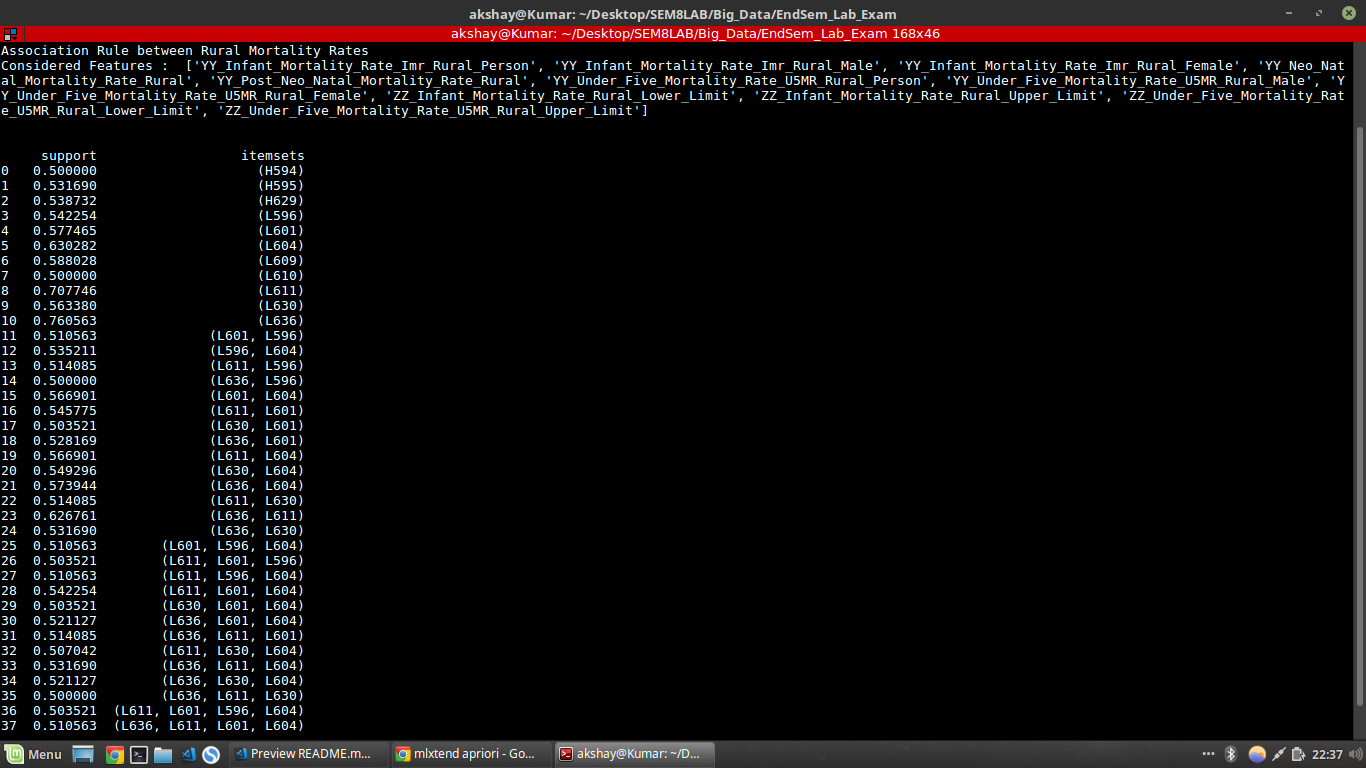 akshay@Kumar: ~/Desktop/SEM8LAB/Big_Data/EndSem_Lab_Exam
akshay@Kumar: ~/Desktop/SEM8LAB/Big_Data/EndSem_Lab_Exam 168x46
Association Rule between Rural Mortality Rates
Considered Features :  ['YY_Infant_Mortality_Rate_Imr_Rural_Person', 'YY_Infant_Mortality_Rate_Imr_Rural_Male', 'YY_Infant_Mortality_Rate_Imr_Rural_Female', 'YY_Neo_Nat
al_Mortality_Rate_Rural', 'YY_Post_Neo_Natal_Mortality_Rate_Rural', 'YY_Under_Five_Mortality_Rate_U5MR_Rural_Person', 'YY_Under_Five_Mortality_Rate_U5MR_Rural_Male', 'Y
Y_Under_Five_Mortality_Rate_U5MR_Rural_Female', 'ZZ_Infant_Mortality_Rate_Rural_Lower_Limit', 'ZZ_Infant_Mortality_Rate_Rural_Upper_Limit', 'ZZ_Under_Five_Mortality_Rat
e_U5MR_Rural_Lower_Limit', 'ZZ_Under_Five_Mortality_Rate_U5MR_Rural_Upper_Limit']
support itemsets
0 0.500000 (H594)
1 0.531690 (H595)
2 0.538732 (H629)
3 0.542254 (L596)
4 0.577465 (L601)
5 0.630282 (L604)
6 0.588028 (L609)
7 0.500000 (L610)
8 0.707746 (L611)
9 0.563380 (L630)
10 0.760563 (L636)
11 0.510563 (L601, L596)
12 0.535211 (L596, L604)
13 0.514085 (L611, L596)
14 0.500000 (L636, L596)
15 0.566901 (L601, L604)
16 0.545775 (L611, L601)
17 0.503521 (L630, L601)
18 0.528169 (L636, L601)
19 0.566901 (L611, L604)
20 0.549296 (L630, L604)
21 0.573944 (L636, L604)
22 0.514085 (L611, L630)
23 0.626761 (L636, L611)
24 0.531690 (L636, L630)
25 0.510563 (L601, L596, L604)
26 0.503521 (L611, L601, L596)
27 0.510563 (L611, L596, L604)
28 0.542254 (L611, L601, L604)
29 0.503521 (L630, L601, L604)
30 0.521127 (L636, L601, L604)
31 0.514085 (L636, L611, L601)
32 0.507042 (L611, L630, L604)
33 0.531690 (L636, L611, L604)
34 0.521127 (L636, L630, L604)
35 0.500000 (L636, L611, L630)
36 0.503521 (L611, L601, L596, L604)
37 0.510563 (L636, L611, L601, L604)
Menu Preview README.m... mlxtend apriori - Go... akshay@Kumar: ~/D... 22:37